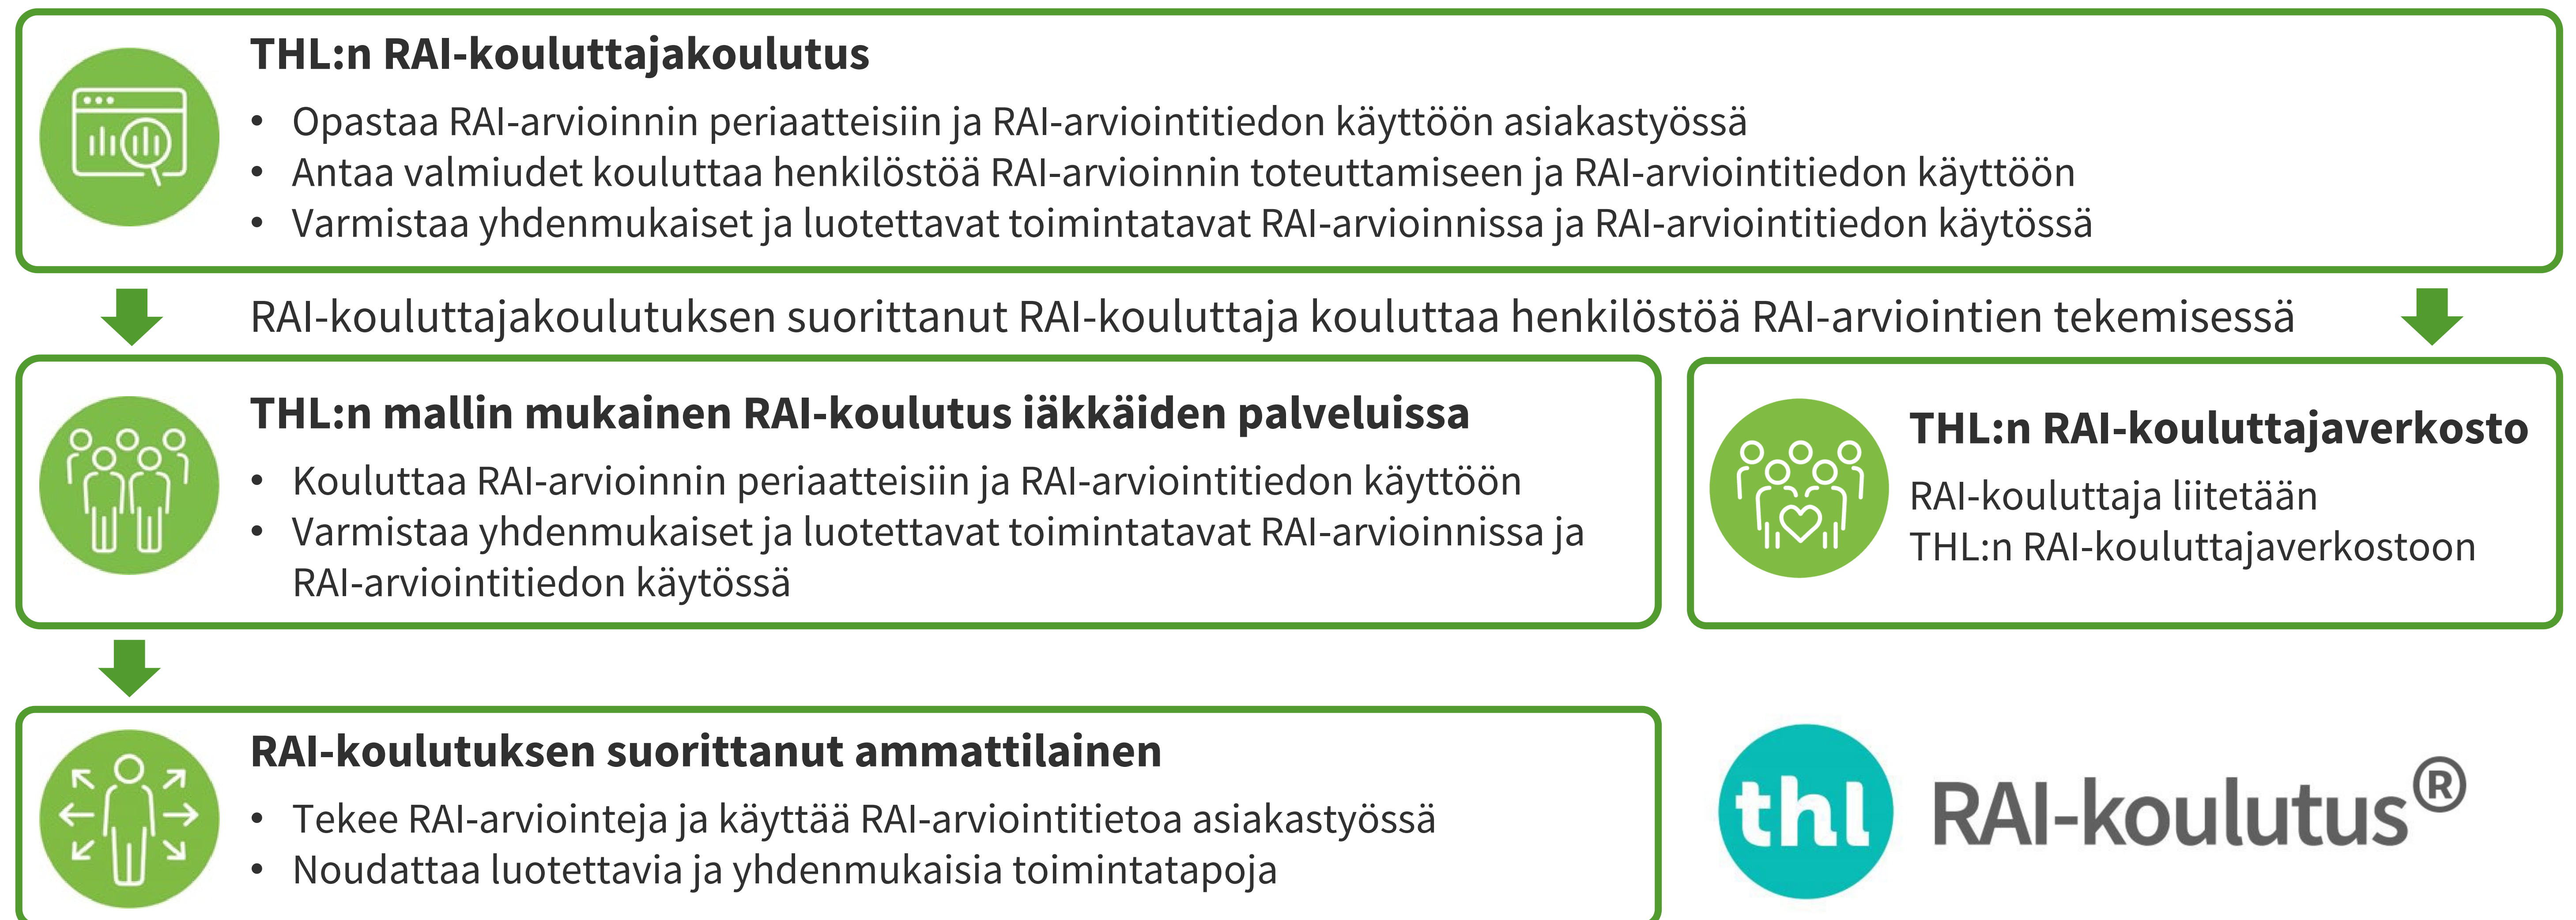 THL:n RAI-kouluttajakoulutus
• Opastaa RAI-arvioinnin periaatteisiin ja RAI-arviointitiedon käyttöön asiakastyössä
• Antaa valmiudet kouluttaa henkilöstöä RAI-arvioinnin toteuttamiseen ja RAI-arviointitiedon käyttöön
• Varmistaa yhdenmukaiset ja luotettavat toimintatavat RAI-arvioinnissa ja RAI-arviointitiedon käytössä
RAI-kouluttajakoulutuksen suorittanut RAI-kouluttaja kouluttaa henkilöstöä RAI-arviointien tekemisessä
THL:n mallin mukainen RAI-koulutus iäkkäiden palveluissa
• Kouluttaa RAI-arvioinnin periaatteisiin ja RAI-arviointitiedon käyttöön
• Varmistaa yhdenmukaiset ja luotettavat toimintatavat RAI-arvioinnissa ja
RAI-arviointitiedon käytössä
THL:n RAI-kouluttajaverkosto
RAI-kouluttaja liitetään
THL:n RAI-kouluttajaverkostoon
RAI-koulutuksen suorittanut ammattilainen
• Tekee RAI-arviointeja ja käyttää RAI-arviointitietoa asiakastyössä
• Noudattaa luotettavia ja yhdenmukaisia toimintatapoja
thl RAI-koulutus®